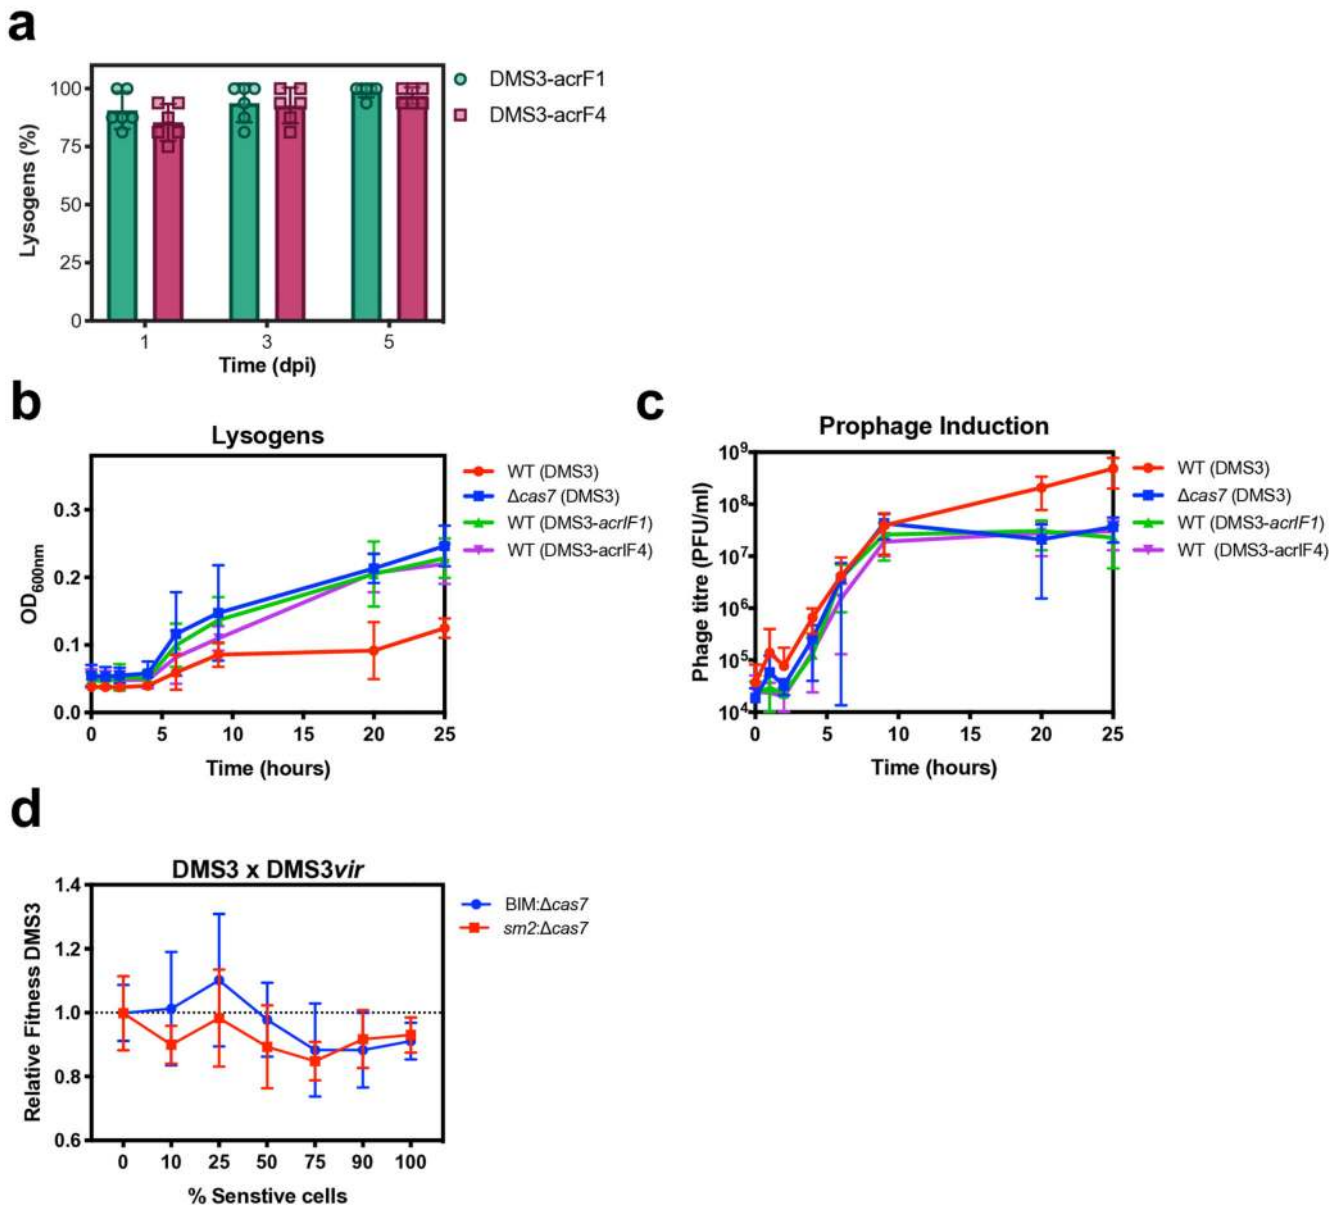 a
Lysogens (%)
100
75
50
25
0
1 3 5
Time (dpi)
DMS3-acrF1
DMS3-acrF4
b
Lysogens
OD600nm
0.3
0.2
0.1
0.0
0 5 10 15 20 25
Time (hours)
WT (DMS3)
Δcas7 (DMS3)
WT (DMS3-acrIF1)
WT (DMS3-acrIF4)
c
Prophage Induction
Phage titre (PFU/ml)
10⁹
10⁸
10⁷
10⁶
10⁵
10⁴
0 5 10 15 20 25
Time (hours)
WT (DMS3)
Δcas7 (DMS3)
WT (DMS3-acrIF1)
WT (DMS3-acrIF4)
d
DMS3 x DMS3vir
Relative Fitness DMS3
1.4
1.2
1.0
0.8
0.6
0 10 25 50 75 90 100
% Senstive cells
BIM:Δcas7
sm2:Δcas7